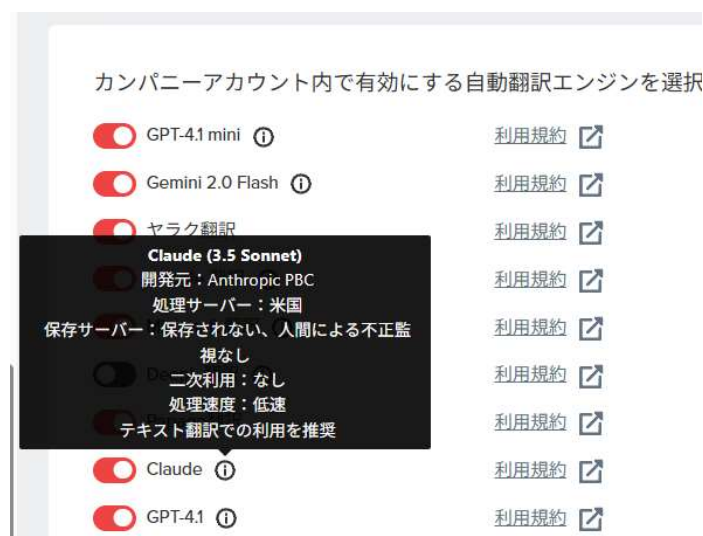 カンパニーアカウント内で有効にする自動翻訳エンジンを選択
GPT-4.1 mini
利用規約
Gemini 2.0 Flash
利用規約
ヤラク翻訳
利用規約
Claude (3.5 Sonnet)
開発元：Anthropic PBC
処理サーバー：米国
保存サーバー：保存されない、人間による不正監
視なし
二次利用：なし
処理速度：低速
テキスト翻訳での利用を推奨
利用規約
利用規約
利用規約
利用規約
Claude
利用規約
GPT-4.1
利用規約